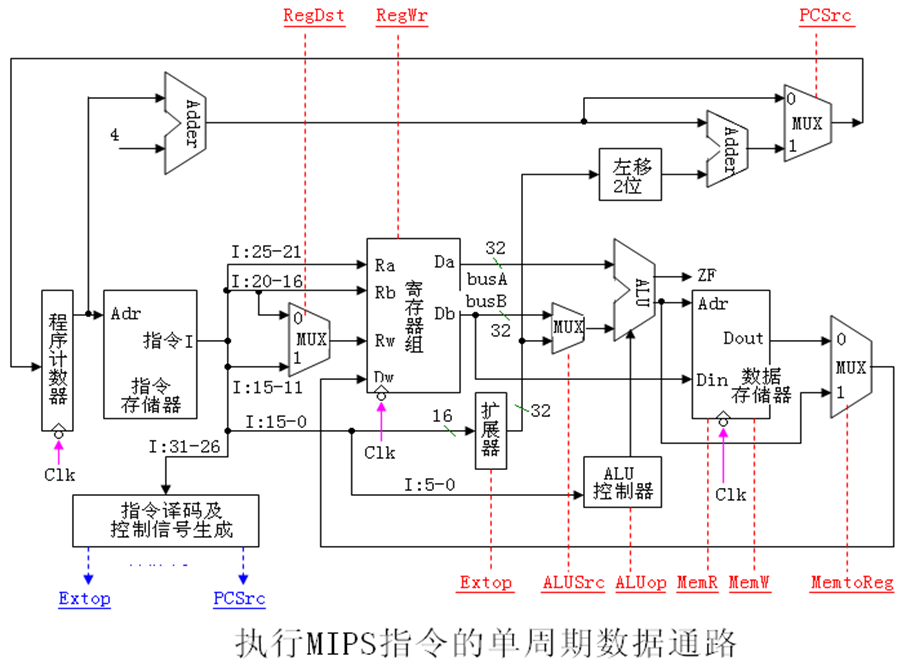 RegDst
RegWr
PCSrc
Adder
4
0
MUX
1
Adder
左移
2位
I:25-21
I:20-16
I:15-11
I:15-0
I:31-26
I:5-0
程序计数器
Clk
Adr
指令I
指令
存储器
0
MUX
1
Ra
Rb
Rw
Dw
寄存器组
Da
Db
Clk
32
busA
busB
32
MUX
ALU
ZF
Adr
Dout
Din
数据
存储器
Clk
0
MUX
1
16
扩展器
32
ALU
控制器
指令译码及
控制信号生成
Extop
PCSrc
Extop
ALUSrc
ALUop
MemR
MemW
MemtoReg
执行MIPS指令的单周期数据通路